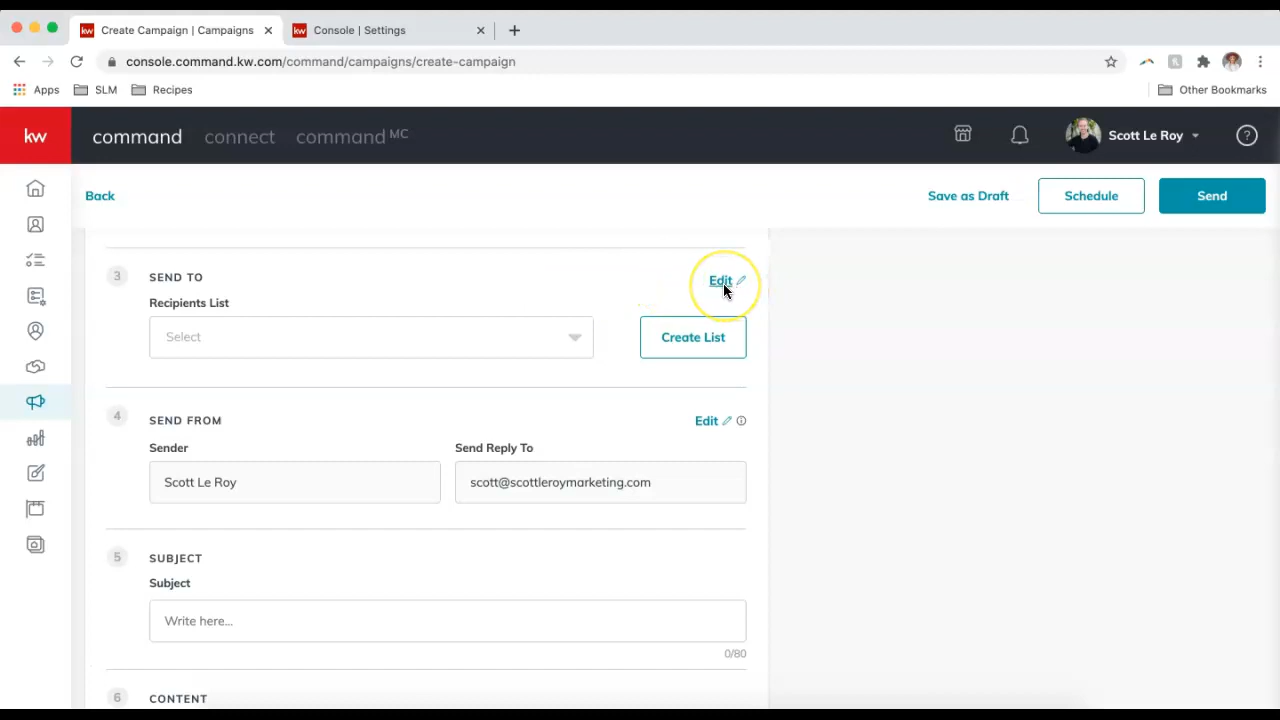 kw Create Campaign | Campaigns
kw Console | Settings
console.command.kw.com/command/campaigns/create-campaign
Apps SLM Recipes Other Bookmarks
kw command connect command MC Scott Le Roy ?
Back Save as Draft Schedule Send
3 SEND TO Edit
Recipients List
Select Create List
4 SEND FROM Edit
Sender Send Reply To
Scott Le Roy scott@scottleroymarketing.com
5 SUBJECT
Subject
Write here...
0/80
6 CONTENT